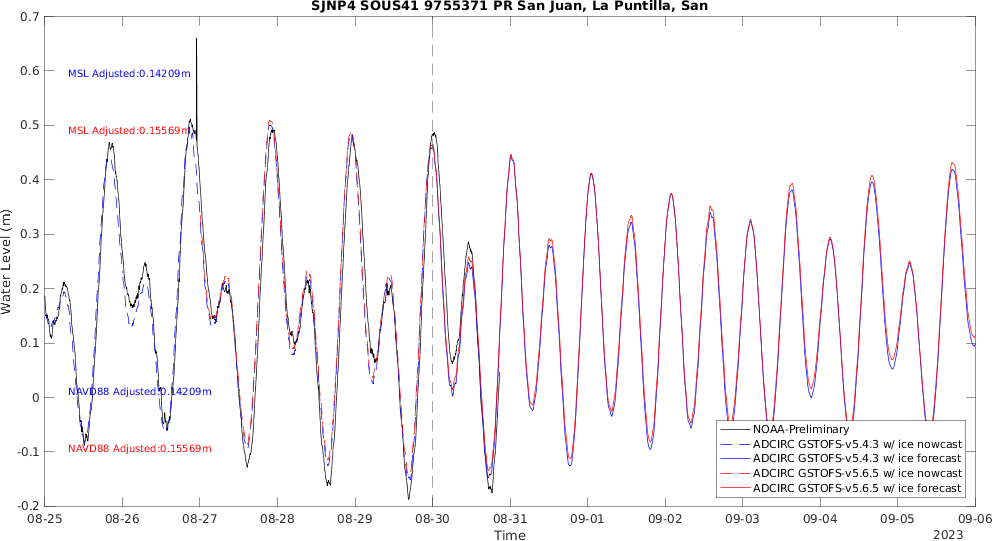 SJNP4 SOUS41 9755371 PR San Juan, La Puntilla, San
Water Level (m)
0.7
0.6
0.5
0.4
0.3
0.2
0.1
0
-0.1
-0.2
MSL Adjusted:0.14209m
MSL Adjusted:0.15569m
NAVD88 Adjusted:0.14209m
NAVD88 Adjusted:0.15569m
NOAA-Preliminary
ADCIRC GSTOFS-v5.4.3 w/ ice nowcast
ADCIRC GSTOFS-v5.4.3 w/ ice forecast
ADCIRC GSTOFS-v5.6.5 w/ ice nowcast
ADCIRC GSTOFS-v5.6.5 w/ ice forecast
08-25 08-26 08-27 08-28 08-29 08-30 08-31 09-01 09-02 09-03 09-04 09-05 09-06
Time
2023